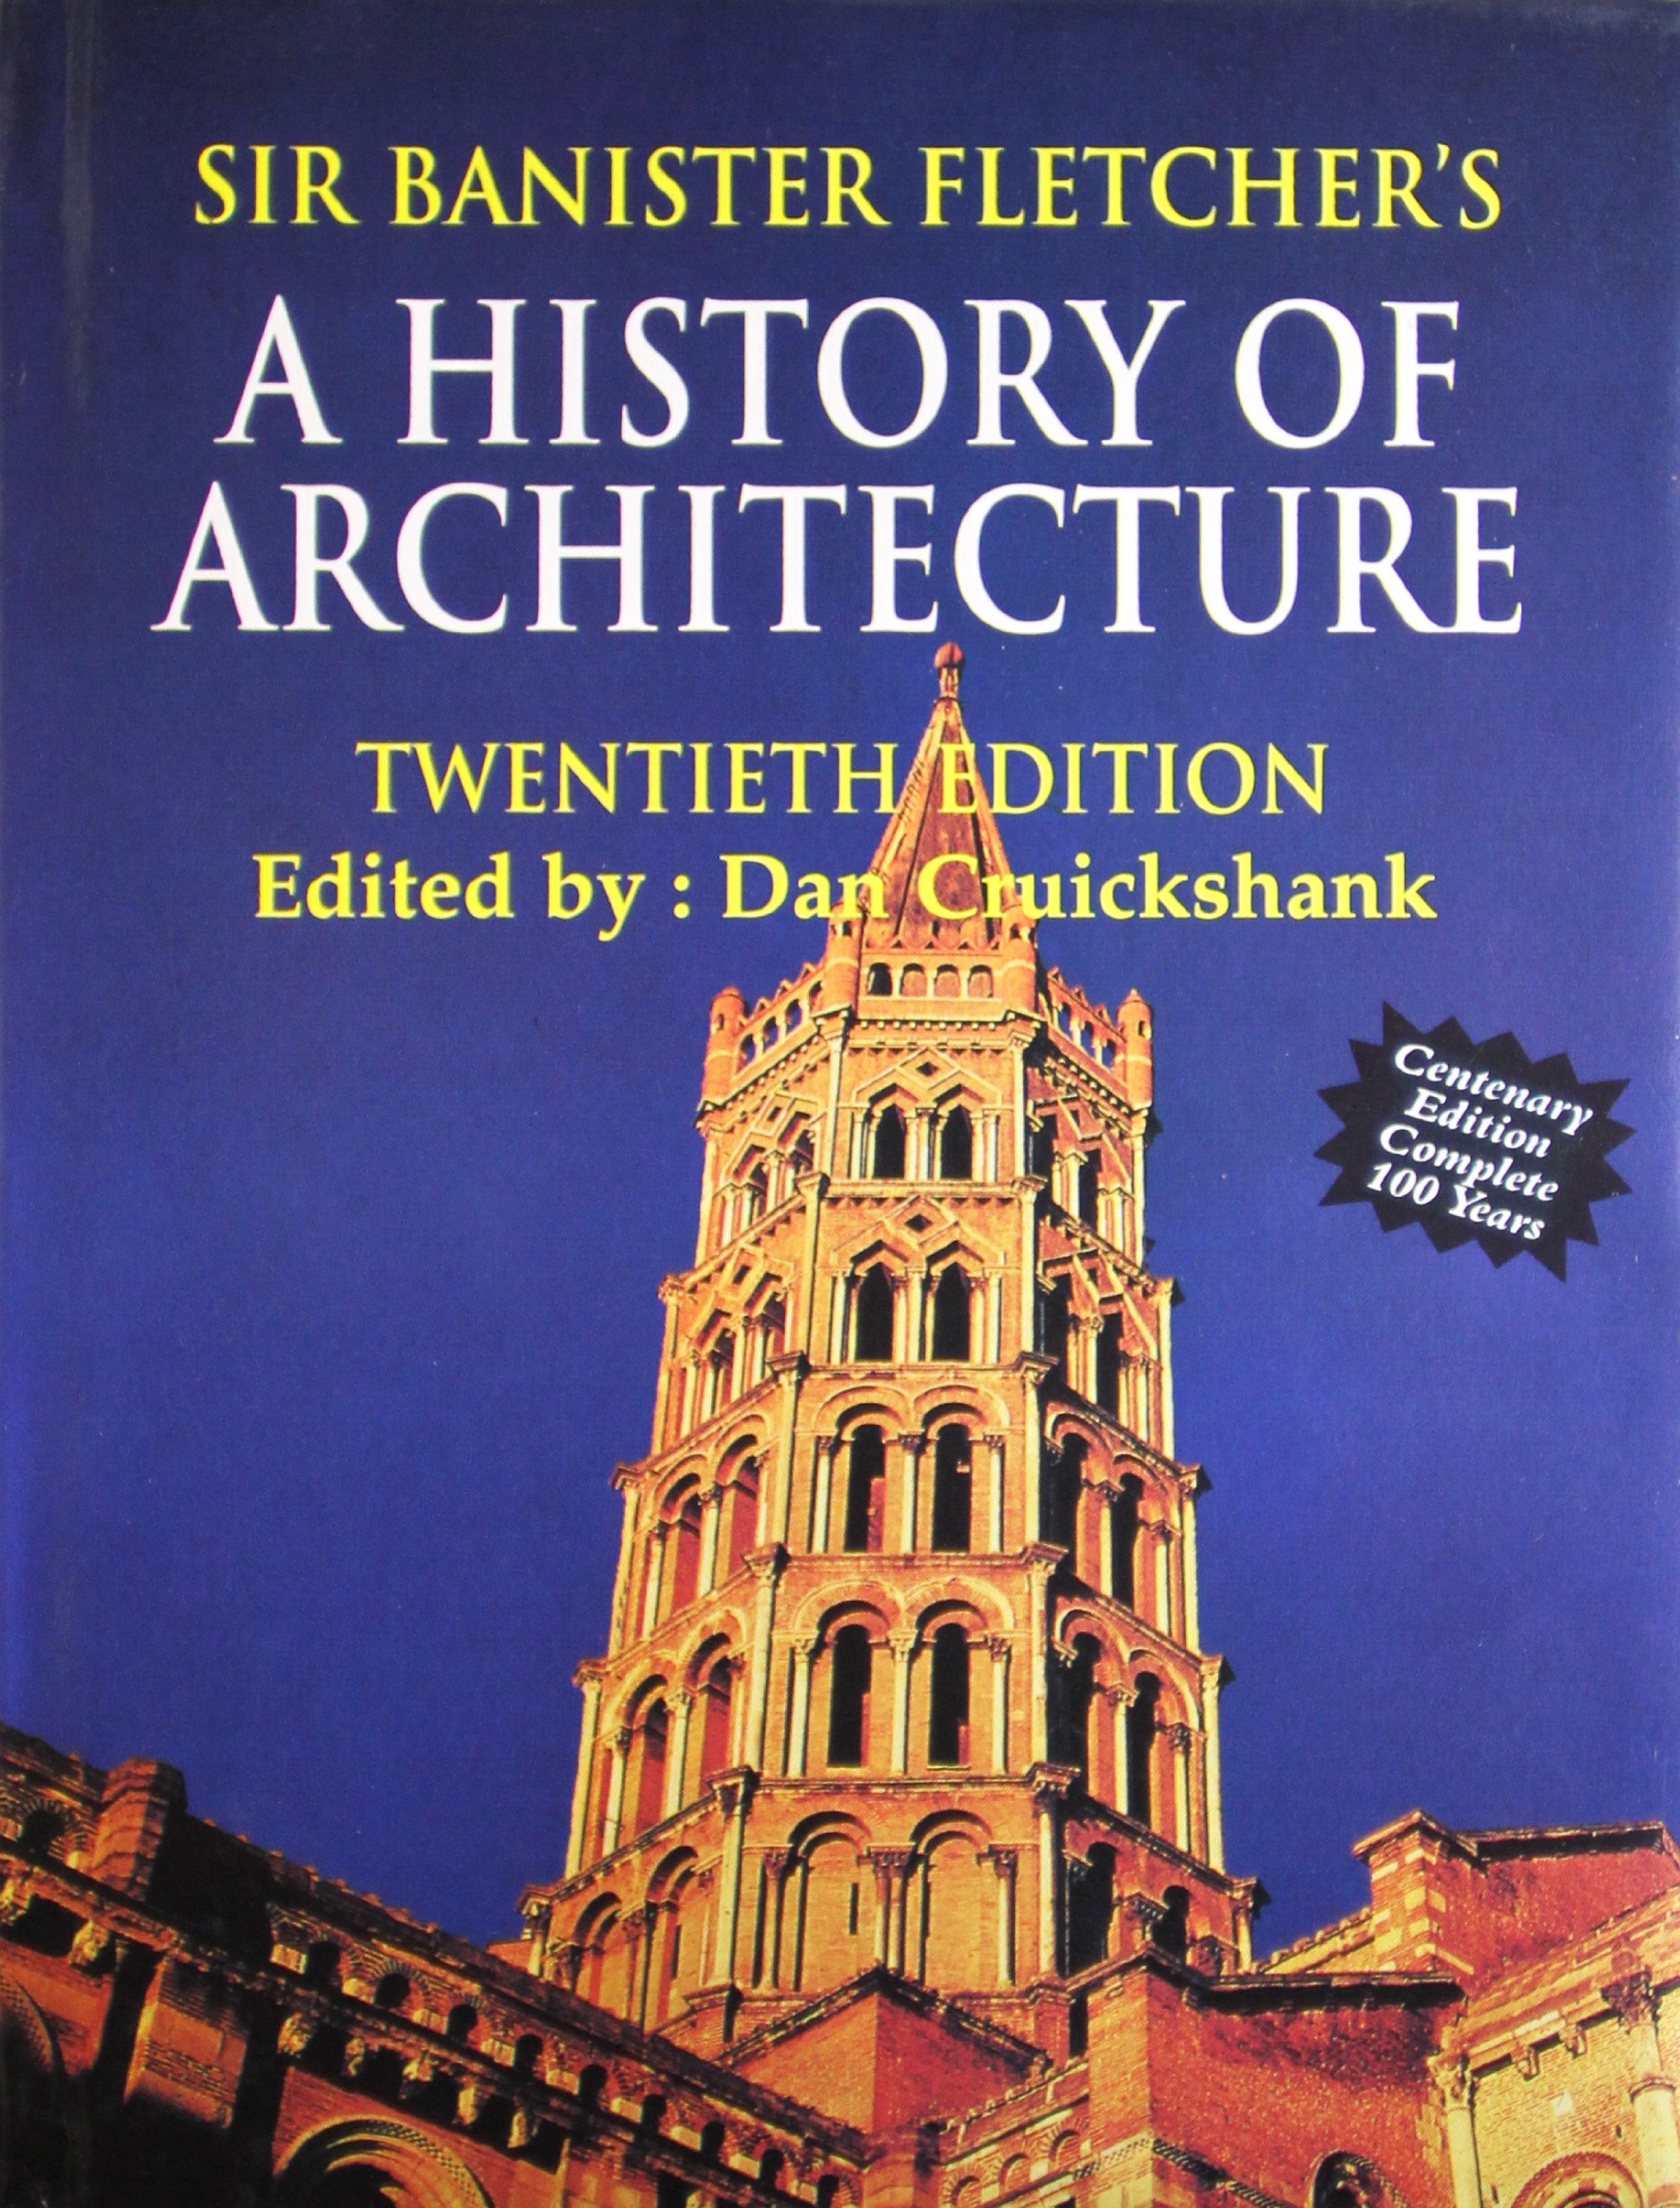 SIR BANISTER FLETCHER'S
A HISTORY OF
ARCHITECTURE
TWENTIETH EDITION
Edited by : Dan Cruickshank
Centenary
Edition
Complete
100 Years